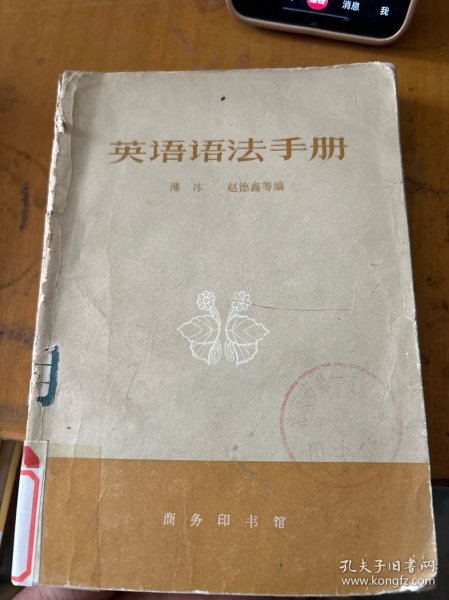 消息
我
英语语法手册
薄冰 赵德鑫等编
商务印书馆
孔夫子旧书网
www.kongfz.com